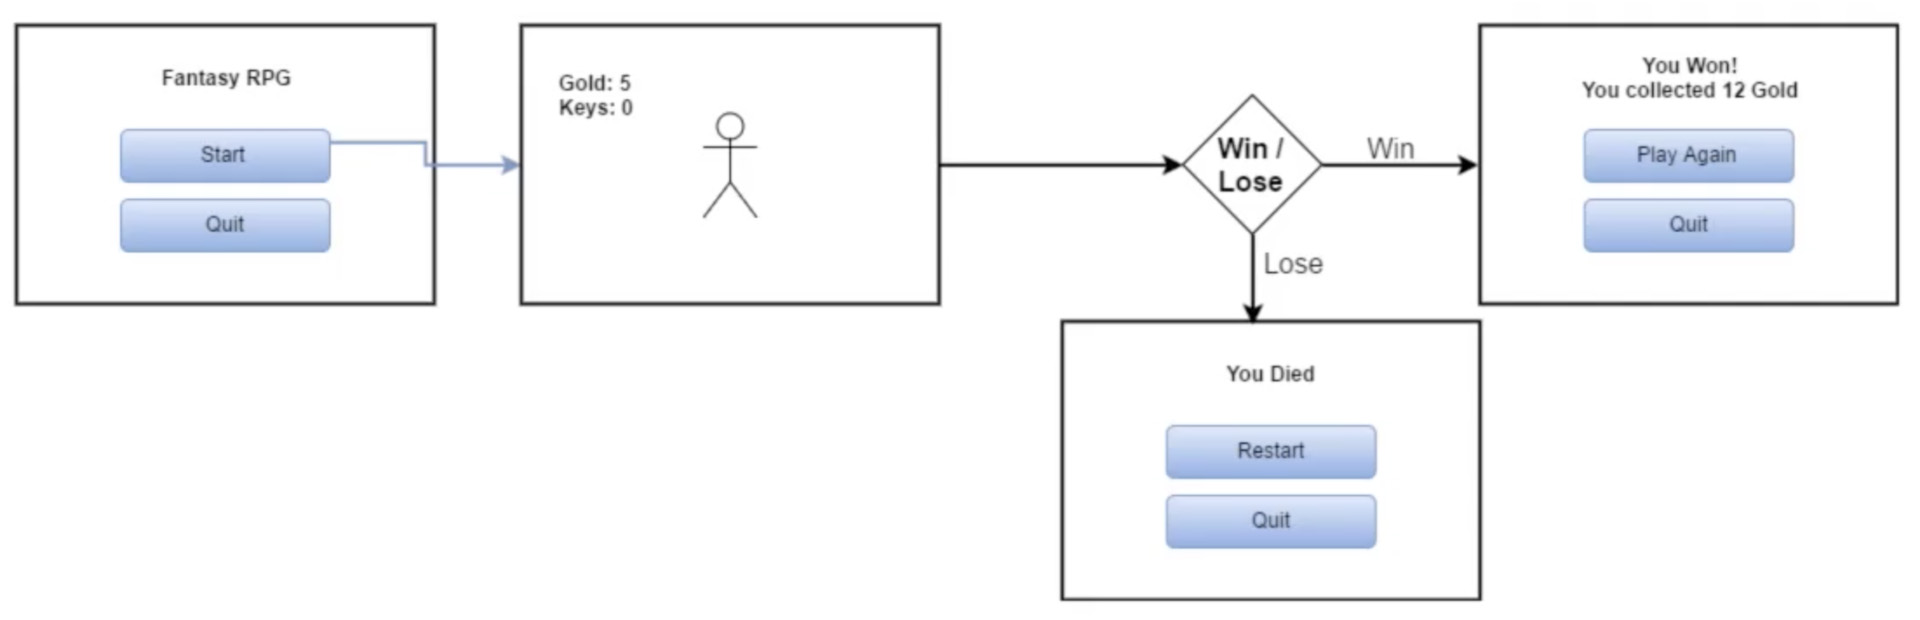 Fantasy RPG
Start
Quit
Gold: 5
Keys: 0
Win /
Lose
Win
Lose
You Won!
You collected 12 Gold
Play Again
Quit
You Died
Restart
Quit